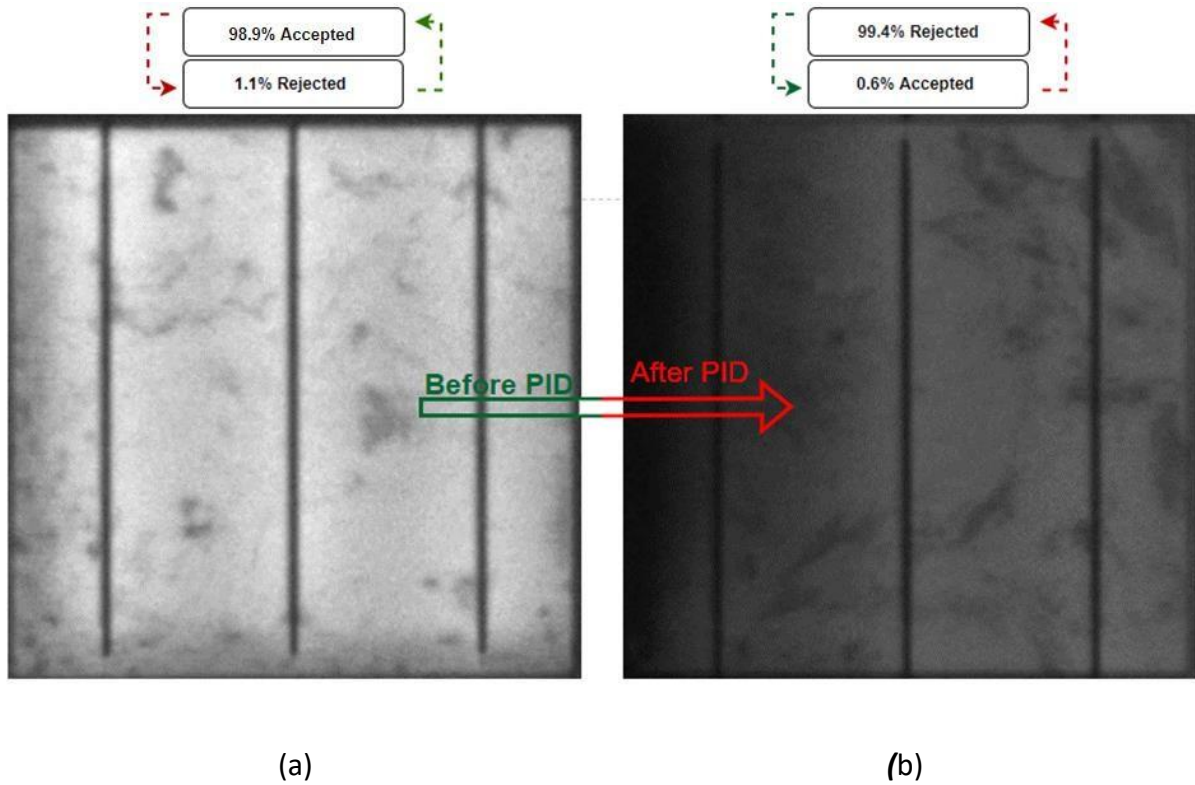 98.9% Accepted
1.1% Rejected
99.4% Rejected
0.6% Accepted
Before PID
After PID
(a)
(b)